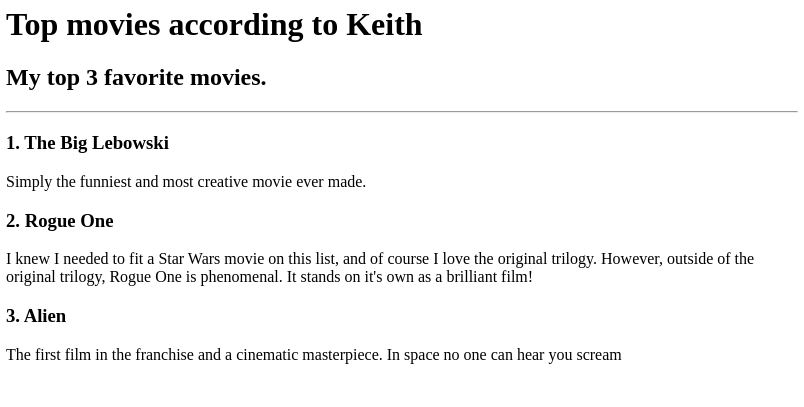 Top movies according to Keith
My top 3 favorite movies.
1. The Big Lebowski
Simply the funniest and most creative movie ever made.
2. Rogue One
I knew I needed to fit a Star Wars movie on this list, and of course I love the original trilogy. However, outside of the
original trilogy, Rogue One is phenomenal. It stands on it's own as a brilliant film!
3. Alien
The first film in the franchise and a cinematic masterpiece. In space no one can hear you scream